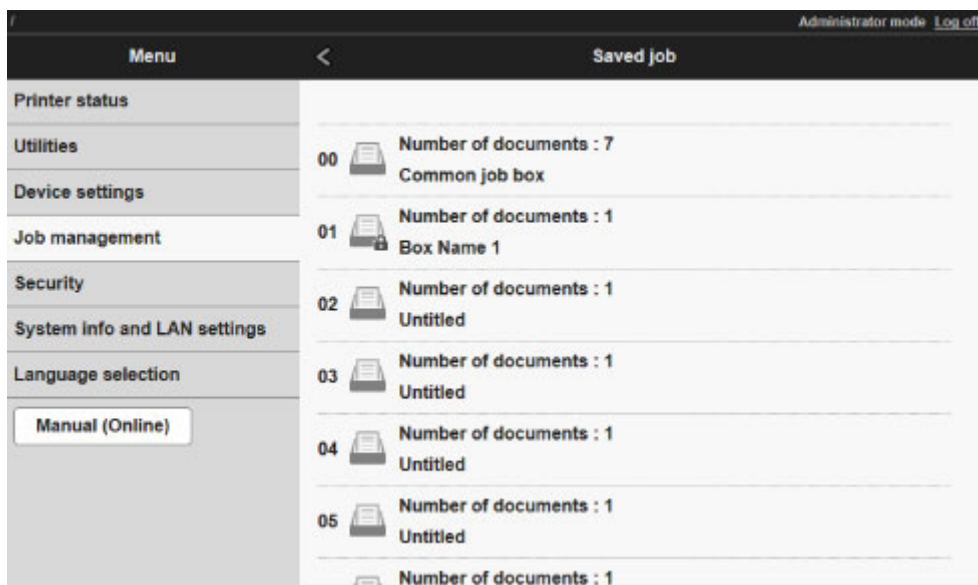 Administrator mode Log off
Menu
< Saved job
Printer status
Utilities
Device settings
Job management
Security
System info and LAN settings
Language selection
Manual (Online)
00 Number of documents : 7
Common job box
01 Number of documents : 1
Box Name 1
02 Number of documents : 1
Untitled
03 Number of documents : 1
Untitled
04 Number of documents : 1
Untitled
05 Number of documents : 1
Untitled
Number of documents : 1